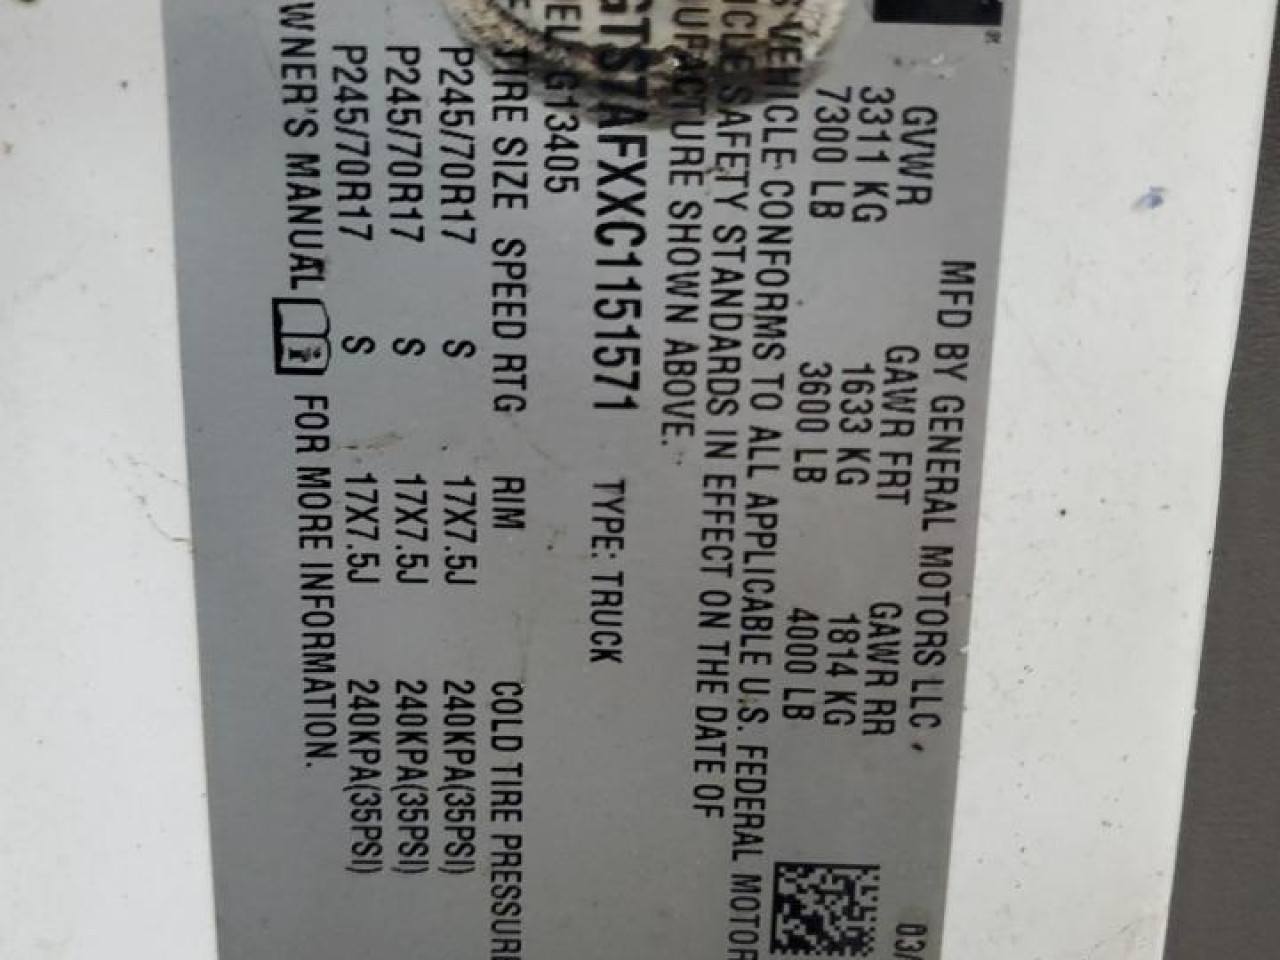 MFD BY GENERAL MOTORS LLC, 03/
GVWR GAWR FRT GAWR RR
3311 KG 1633 KG 1814 KG
7300 LB 3600 LB 4000 LB
VEHICLE CONFORMS TO ALL APPLICABLE U.S. FEDERAL MOTOR
SAFETY STANDARDS IN EFFECT ON THE DATE OF
SHOWN ABOVE.
GTS7AFXXC1151571 TYPE: TRUCK
G13405
TIRE SIZE SPEED RTG RIM COLD TIRE PRESSURE
P245/70R17 S 17X7.5J 240KPA(35PSI)
P245/70R17 S 17X7.5J 240KPA(35PSI)
P245/70R17 S 17X7.5J 240KPA(35PSI)
WNER'S MANUAL i FOR MORE INFORMATION.